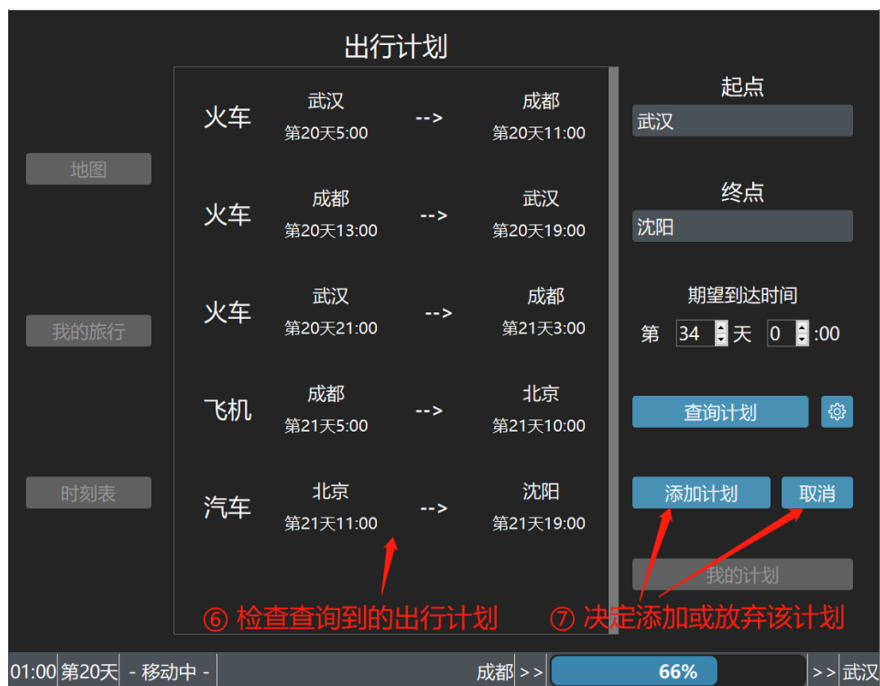 出行计划
地图
我的旅行
时刻表
火车 武汉 第20天5:00 --> 成都 第20天11:00
火车 成都 第20天13:00 --> 武汉 第20天19:00
火车 武汉 第20天21:00 --> 成都 第21天3:00
飞机 成都 第21天5:00 --> 北京 第21天10:00
汽车 北京 第21天11:00 --> 沈阳 第21天19:00
⑥ 检查查询到的出行计划
起点
武汉
终点
沈阳
期望到达时间
第 34 天 0 :00
查询计划
添加计划 取消
我的计划
⑦ 决定添加或放弃该计划
01:00 第20天 - 移动中 - 成都 >> 66% >> 武汉